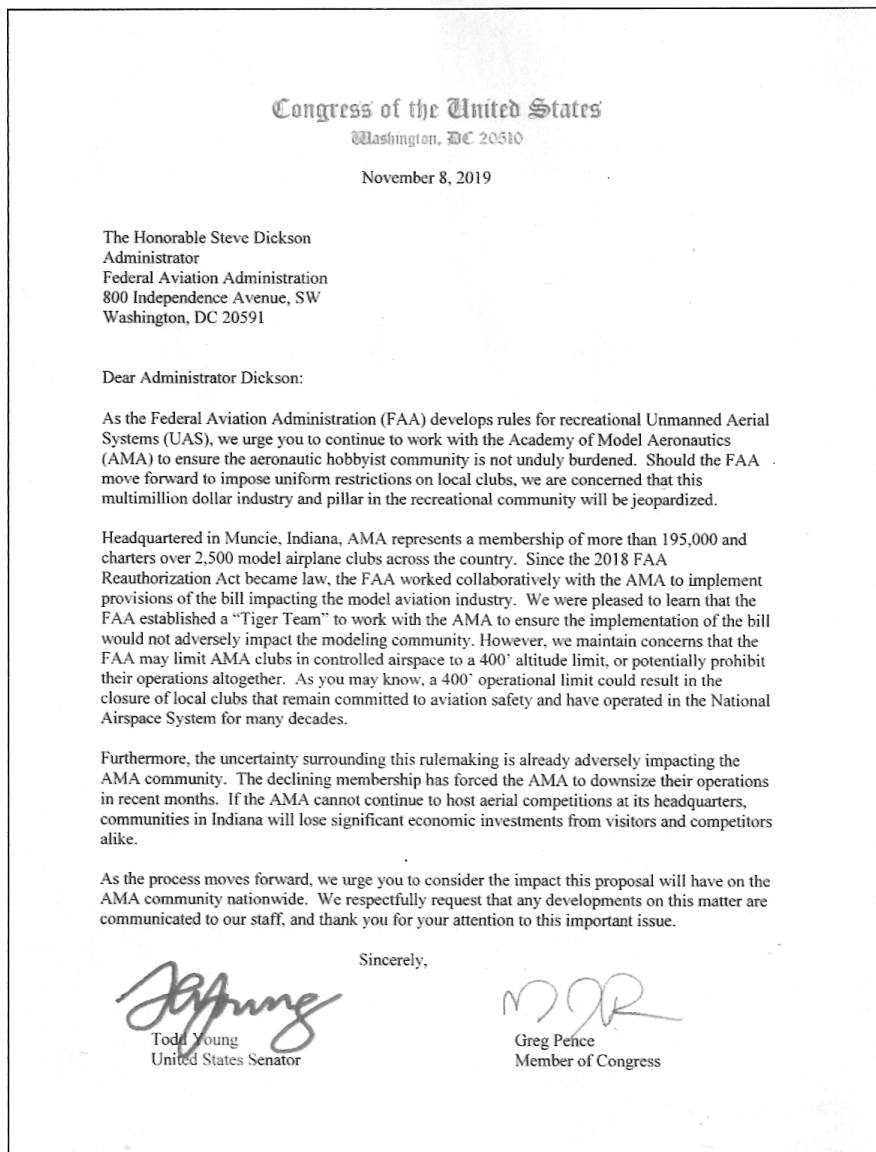 Congress of the United States
Washington, DC 20510
November 8, 2019
The Honorable Steve Dickson
Administrator
Federal Aviation Administration
800 Independence Avenue, SW
Washington, DC 20591
Dear Administrator Dickson:
As the Federal Aviation Administration (FAA) develops rules for recreational Unmanned Aerial
Systems (UAS), we urge you to continue to work with the Academy of Model Aeronautics
(AMA) to ensure the aeronautic hobbyist community is not unduly burdened.  Should the FAA
move forward to impose uniform restrictions on local clubs, we are concerned that this
multimillion dollar industry and pillar in the recreational community will be jeopardized.
Headquartered in Muncie, Indiana, AMA represents a membership of more than 195,000 and
charters over 2,500 model airplane clubs across the country.  Since the 2018 FAA
Reauthorization Act became law, the FAA worked collaboratively with the AMA to implement
provisions of the bill impacting the model aviation industry.  We were pleased to learn that the
FAA established a “Tiger Team” to work with the AMA to ensure the implementation of the bill
would not adversely impact the modeling community. However, we maintain concerns that the
FAA may limit AMA clubs in controlled airspace to a 400’ altitude limit, or potentially prohibit
their operations altogether.  As you may know, a 400’ operational limit could result in the
closure of local clubs that remain committed to aviation safety and have operated in the National
Airspace System for many decades.
Furthermore, the uncertainty surrounding this rulemaking is already adversely impacting the
AMA community.  The declining membership has forced the AMA to downsize their operations
in recent months.  If the AMA cannot continue to host aerial competitions at its headquarters,
communities in Indiana will lose significant economic investments from visitors and competitors
alike.
As the process moves forward, we urge you to consider the impact this proposal will have on the
AMA community nationwide.  We respectfully request that any developments on this matter are
communicated to our staff, and thank you for your attention to this important issue.
Sincerely,
Todd Young
United States Senator
Greg Pence
Member of Congress